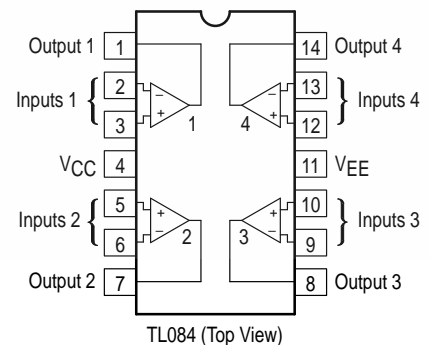 Output 1 1 14 Output 4
2 − − 13
Inputs 1 { } Inputs 4
3 + 1 4 + 12
VCC 4 11 VEE
5 + + 10
Inputs 2 { } Inputs 3
6 − 2 3 − 9
Output 2 7 8 Output 3
TL084 (Top View)